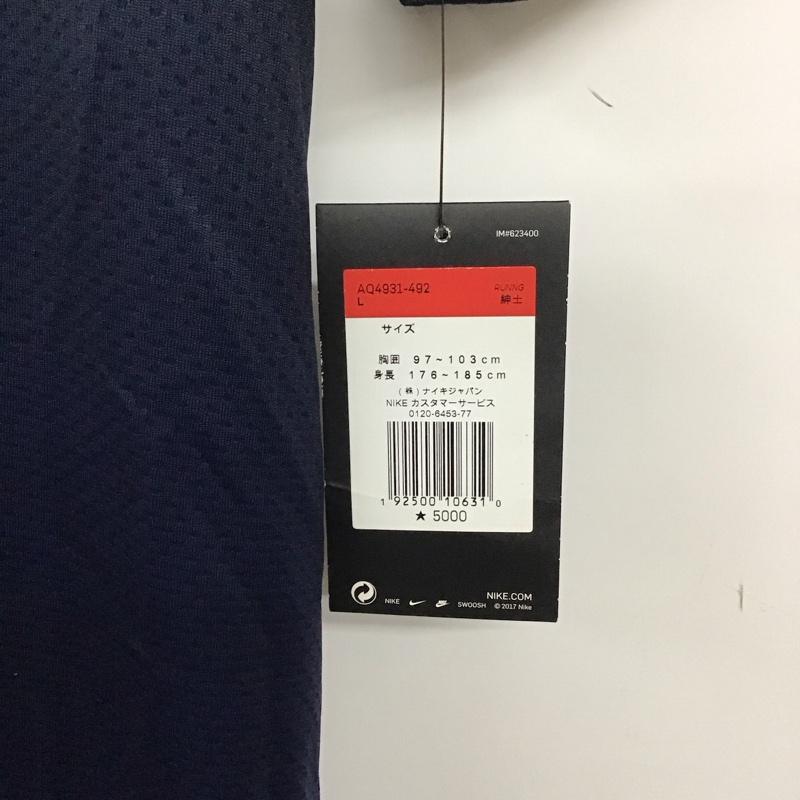 IM#623400
AQ4931-492 RUNNG
L 紳士
サイズ
胸囲 97~103cm
身長 176~185cm
(株)ナイキジャパン
NIKE カスタマーサービス
0120-6453-77
1 92500 10631 0
★ 5000
NIKE.COM
NIKE SWOOSH © 2017 Nike